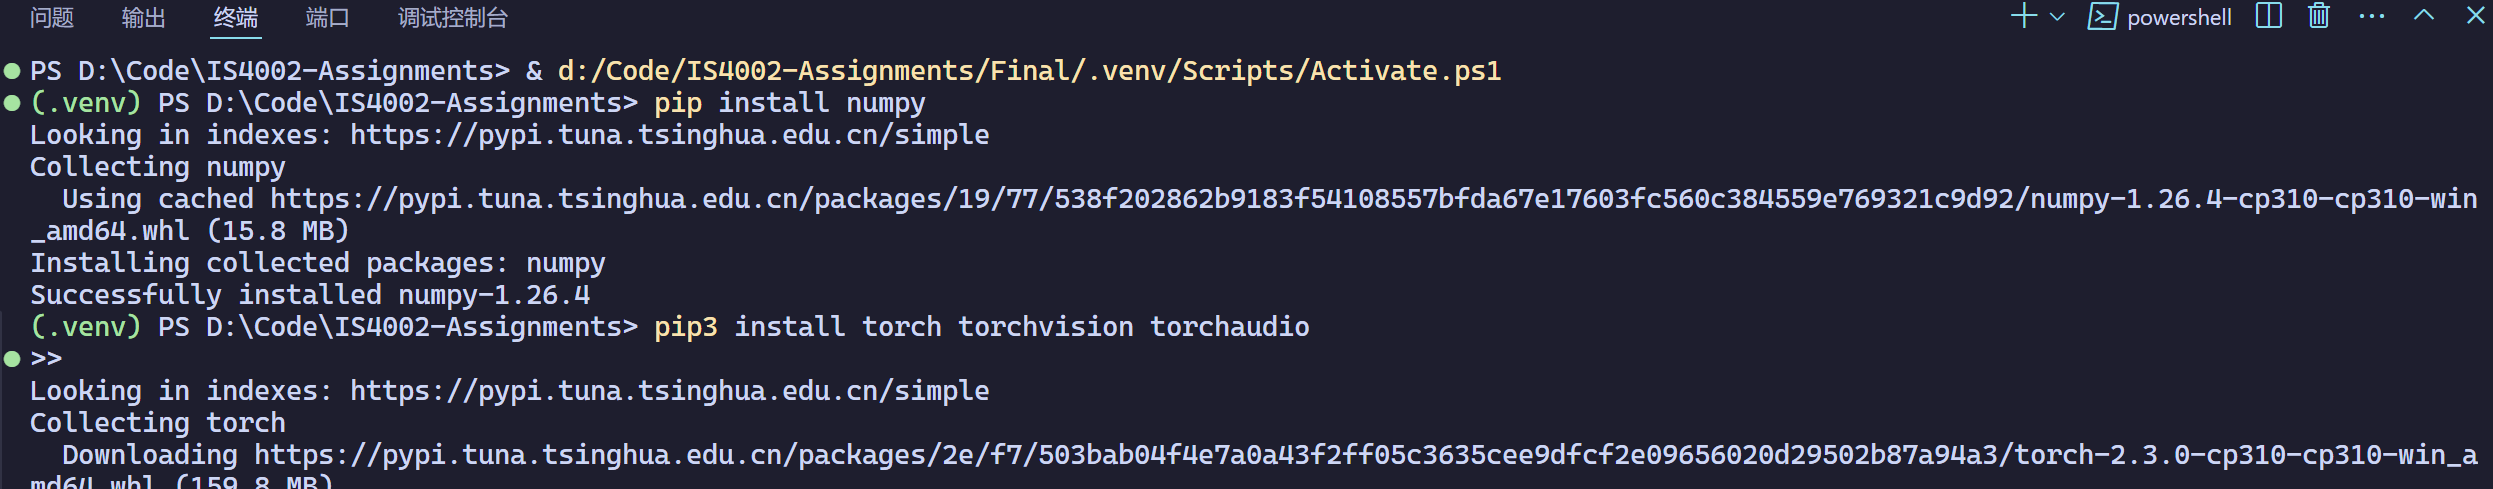 问题 输出 终端 端口 调试控制台 powershell
PS D:\Code\IS4002-Assignments> & d:/Code/IS4002-Assignments/Final/.venv/Scripts/Activate.ps1
(.venv) PS D:\Code\IS4002-Assignments> pip install numpy
Looking in indexes: https://pypi.tuna.tsinghua.edu.cn/simple
Collecting numpy
  Using cached https://pypi.tuna.tsinghua.edu.cn/packages/19/77/538f202862b9183f54108557bfda67e17603fc560c384559e769321c9d92/numpy-1.26.4-cp310-cp310-win
_amd64.whl (15.8 MB)
Installing collected packages: numpy
Successfully installed numpy-1.26.4
(.venv) PS D:\Code\IS4002-Assignments> pip3 install torch torchvision torchaudio
>>
Looking in indexes: https://pypi.tuna.tsinghua.edu.cn/simple
Collecting torch
  Downloading https://pypi.tuna.tsinghua.edu.cn/packages/2e/f7/503bab04f4e7a0a43f2ff05c3635cee9dfcf2e09656020d29502b87a94a3/torch-2.3.0-cp310-cp310-win_a
md64.whl (159.8 MB)